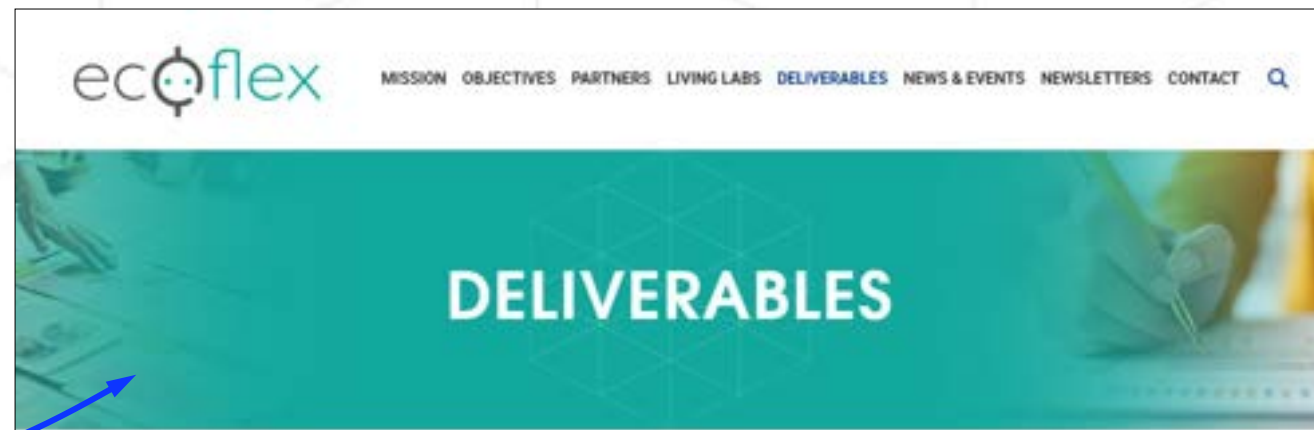 ecoflex
MISSION OBJECTIVES PARTNERS LIVING LABS DELIVERABLES NEWS & EVENTS NEWSLETTERS CONTACT
DELIVERABLES